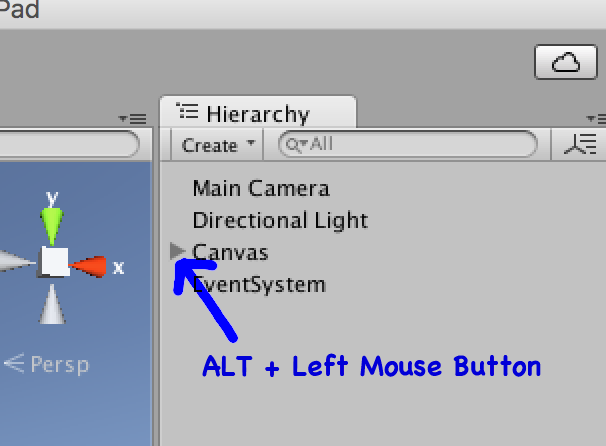 Pad
Hierarchy
Create
All
Main Camera
Directional Light
Canvas
EventSystem
y
x
Persp
ALT + Left Mouse Button